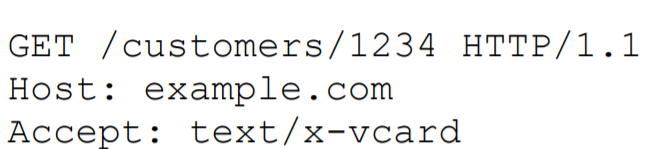 GET /customers/1234 HTTP/1.1
Host: example.com
Accept: text/x-vcard